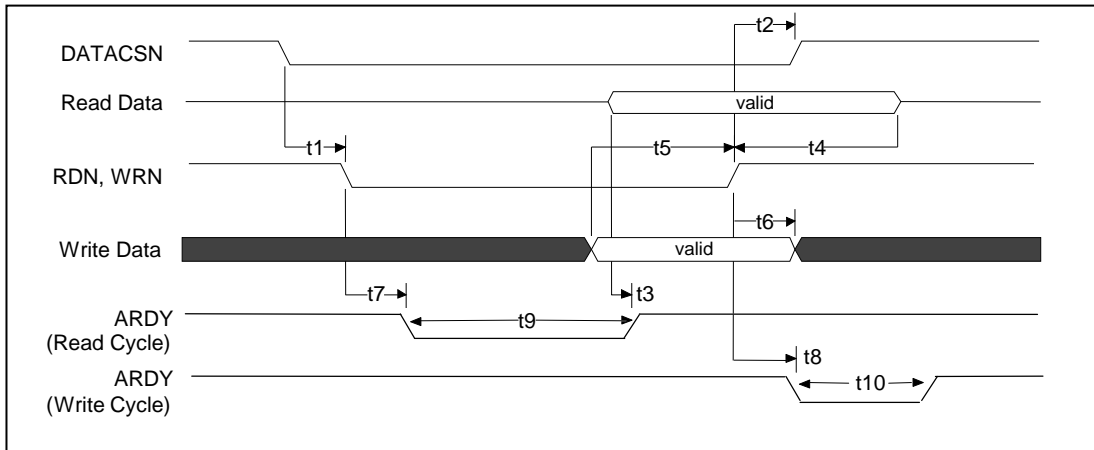 t2
DATACSN
Read Data
valid
t1
t5
t4
RDN, WRN
t6
Write Data
valid
t7
t3
ARDY
t9
(Read Cycle)
t8
ARDY
t10
(Write Cycle)